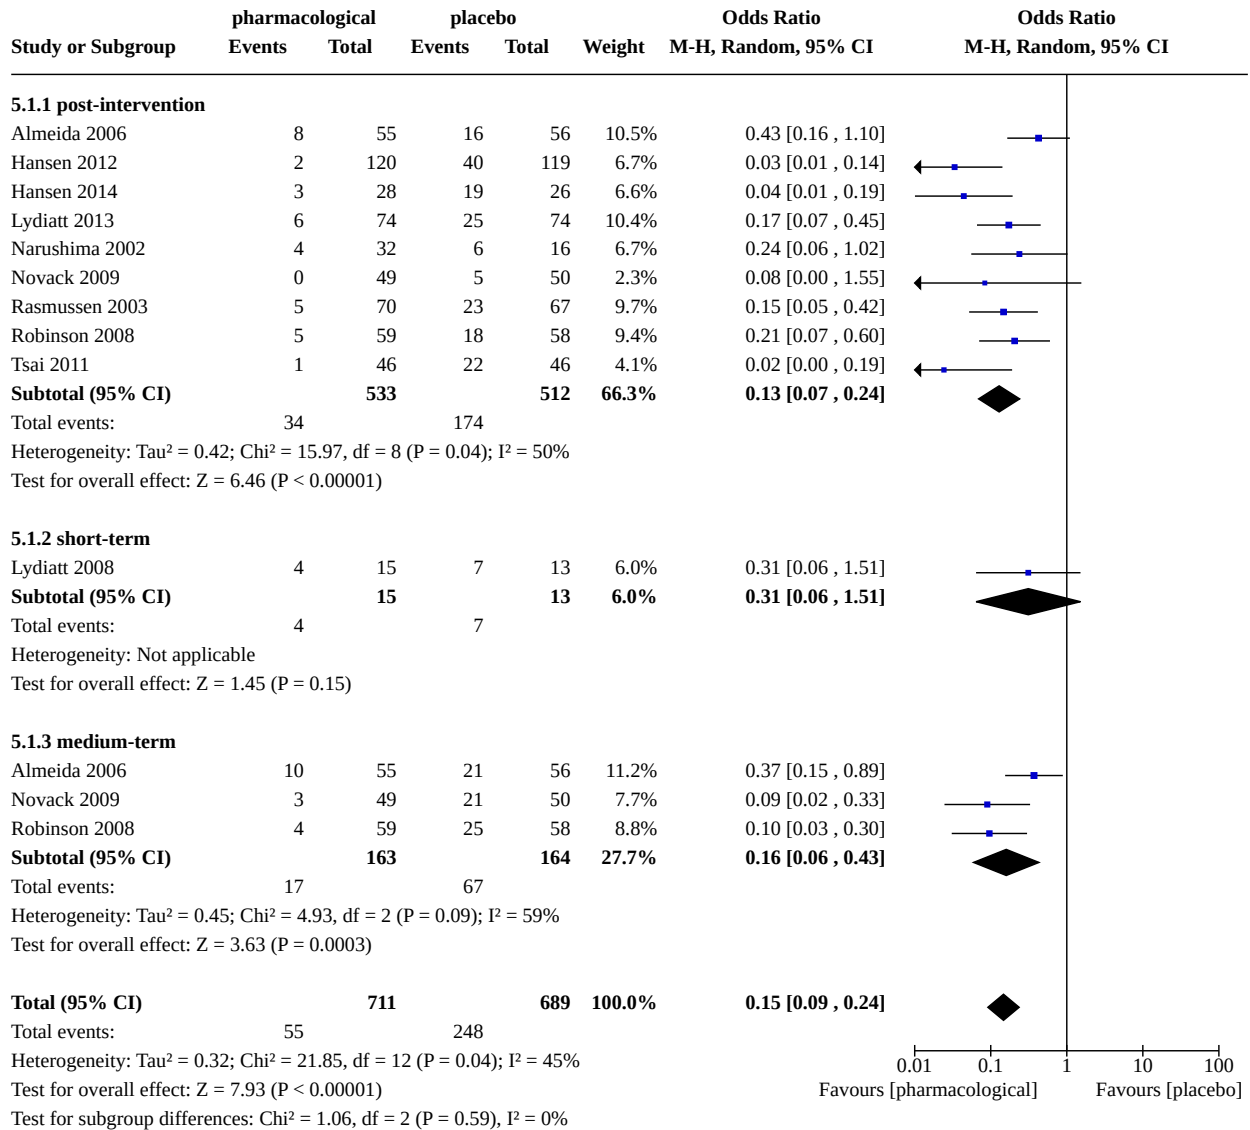 pharmacological placebo Odds Ratio Odds Ratio
Study or Subgroup Events Total Events Total Weight M-H, Random, 95% CI M-H, Random, 95% CI
5.1.1 post-intervention
Almeida 2006 8 55 16 56 10.5% 0.43 [0.16 , 1.10]
Hansen 2012 2 120 40 119 6.7% 0.03 [0.01 , 0.14]
Hansen 2014 3 28 19 26 6.6% 0.04 [0.01 , 0.19]
Lydiatt 2013 6 74 25 74 10.4% 0.17 [0.07 , 0.45]
Narushima 2002 4 32 6 16 6.7% 0.24 [0.06 , 1.02]
Novack 2009 0 49 5 50 2.3% 0.08 [0.00 , 1.55]
Rasmussen 2003 5 70 23 67 9.7% 0.15 [0.05 , 0.42]
Robinson 2008 5 59 18 58 9.4% 0.21 [0.07 , 0.60]
Tsai 2011 1 46 22 46 4.1% 0.02 [0.00 , 0.19]
Subtotal (95% CI) 533 512 66.3% 0.13 [0.07 , 0.24]
Total events: 34 174
Heterogeneity: Tau² = 0.42; Chi² = 15.97, df = 8 (P = 0.04); I² = 50%
Test for overall effect: Z = 6.46 (P < 0.00001)
5.1.2 short-term
Lydiatt 2008 4 15 7 13 6.0% 0.31 [0.06 , 1.51]
Subtotal (95% CI) 15 13 6.0% 0.31 [0.06 , 1.51]
Total events: 4 7
Heterogeneity: Not applicable
Test for overall effect: Z = 1.45 (P = 0.15)
5.1.3 medium-term
Almeida 2006 10 55 21 56 11.2% 0.37 [0.15 , 0.89]
Novack 2009 3 49 21 50 7.7% 0.09 [0.02 , 0.33]
Robinson 2008 4 59 25 58 8.8% 0.10 [0.03 , 0.30]
Subtotal (95% CI) 163 164 27.7% 0.16 [0.06 , 0.43]
Total events: 17 67
Heterogeneity: Tau² = 0.45; Chi² = 4.93, df = 2 (P = 0.09); I² = 59%
Test for overall effect: Z = 3.63 (P = 0.0003)
Total (95% CI) 711 689 100.0% 0.15 [0.09 , 0.24]
Total events: 55 248
Heterogeneity: Tau² = 0.32; Chi² = 21.85, df = 12 (P = 0.04); I² = 45%
Test for overall effect: Z = 7.93 (P < 0.00001)
Test for subgroup differences: Chi² = 1.06, df = 2 (P = 0.59), I² = 0%
0.01 0.1 1 10 100
Favours [pharmacological] Favours [placebo]